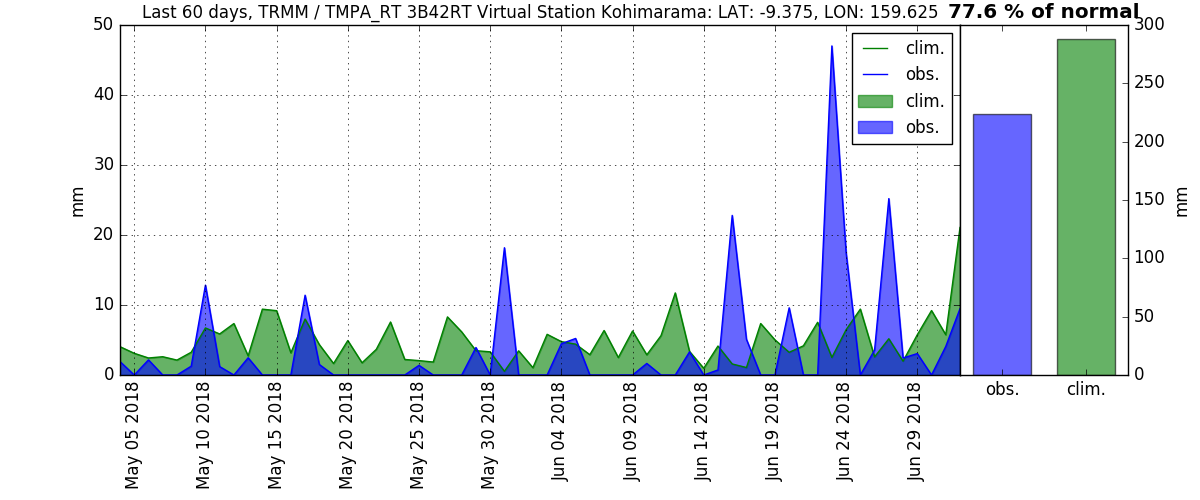 Last 60 days, TRMM / TMPA_RT 3B42RT Virtual Station Kohimarama: LAT: -9.375, LON: 159.625 77.6 % of normal
50
40
30
20
10
0
mm
clim.
obs.
clim.
obs.
300
250
200
150
100
50
0
mm
May 05 2018
May 10 2018
May 15 2018
May 20 2018
May 25 2018
May 30 2018
Jun 04 2018
Jun 09 2018
Jun 14 2018
Jun 19 2018
Jun 24 2018
Jun 29 2018
obs.
clim.